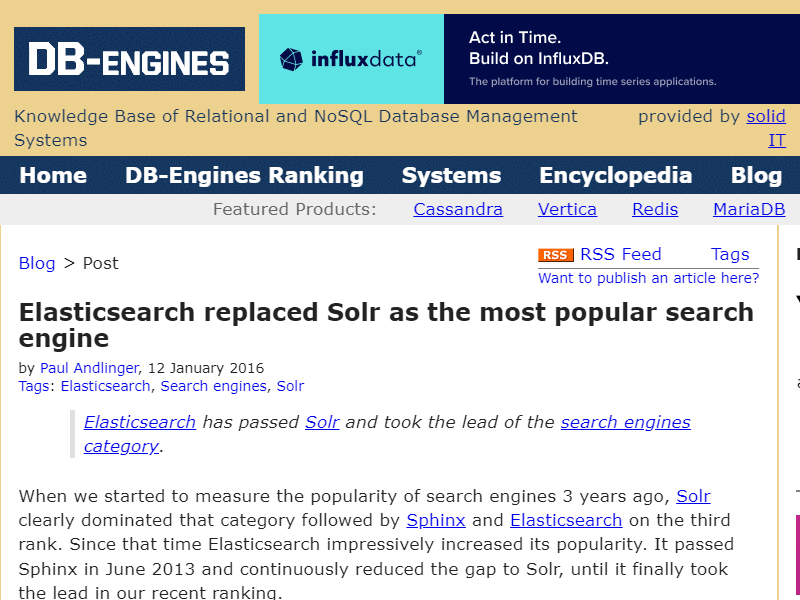 DB-ENGINES
influxdata®
Act in Time.
Build on InfluxDB.
The platform for building time series applications.
Knowledge Base of Relational and NoSQL Database Management Systems
provided by solid IT
Home DB-Engines Ranking Systems Encyclopedia Blog
Featured Products: Cassandra Vertica Redis MariaDB
Blog > Post
RSS RSS Feed Tags
Want to publish an article here?
Elasticsearch replaced Solr as the most popular search
engine
by Paul Andlinger, 12 January 2016
Tags: Elasticsearch, Search engines, Solr
Elasticsearch has passed Solr and took the lead of the search engines
category.
When we started to measure the popularity of search engines 3 years ago, Solr
clearly dominated that category followed by Sphinx and Elasticsearch on the third
rank. Since that time Elasticsearch impressively increased its popularity. It passed
Sphinx in June 2013 and continuously reduced the gap to Solr, until it finally took
the lead in our recent ranking.